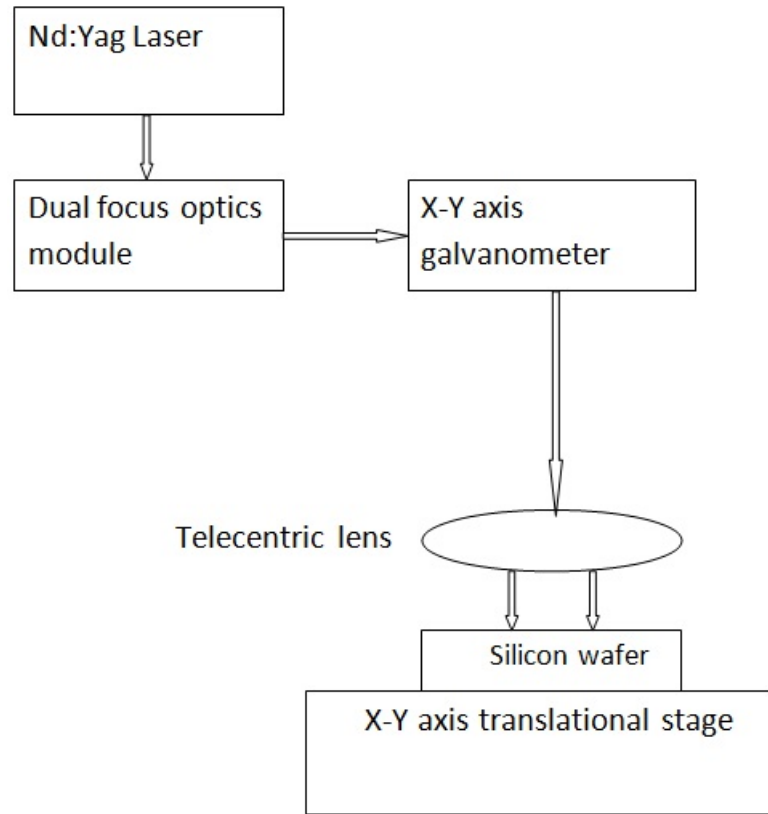 Nd:Yag Laser
Dual focus optics
module
X-Y axis
galvanometer
Telecentric lens
Silicon wafer
X-Y axis translational stage